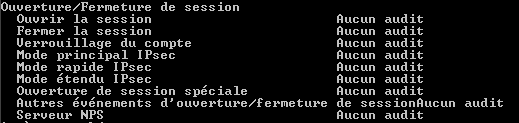 Ouverture/Fermeture de session
Ouvrir la session Aucun audit
Fermer la session Aucun audit
Verrouillage du compte Aucun audit
Mode principal IPsec Aucun audit
Mode rapide IPsec Aucun audit
Mode étendu IPsec Aucun audit
Ouverture de session spéciale Aucun audit
Autres événements d'ouverture/fermeture de sessionAucun audit
Serveur NPS Aucun audit